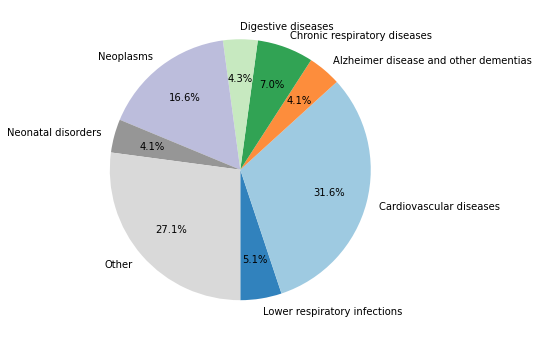 Digestive diseases
Chronic respiratory diseases
Neoplasms
Alzheimer disease and other dementias
4.3%
7.0%
16.6%
4.1%
Neonatal disorders
4.1%
31.6%
Cardiovascular diseases
27.1%
5.1%
Other
Lower respiratory infections